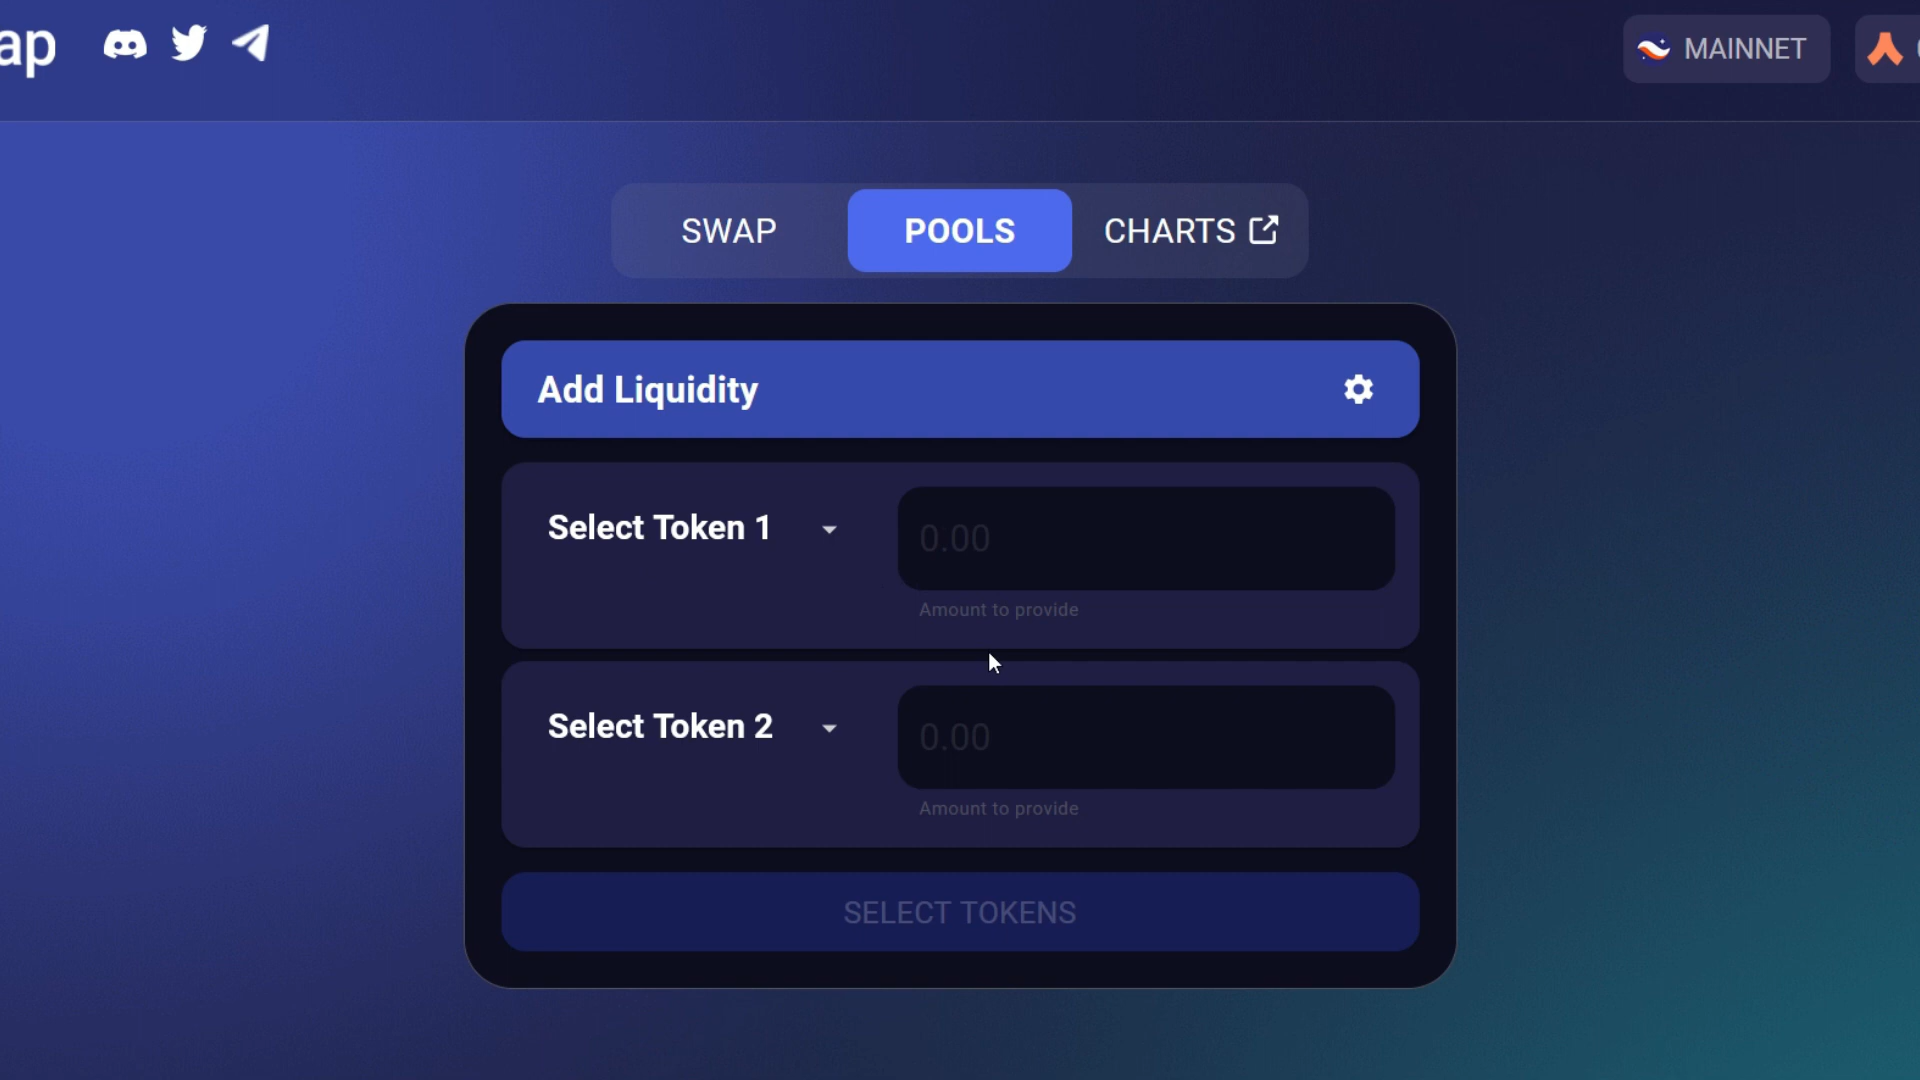 ap
MAINNET
SWAP
POOLS
CHARTS
Add Liquidity
Select Token 1
0.00
Amount to provide
Select Token 2
0.00
Amount to provide
SELECT TOKENS